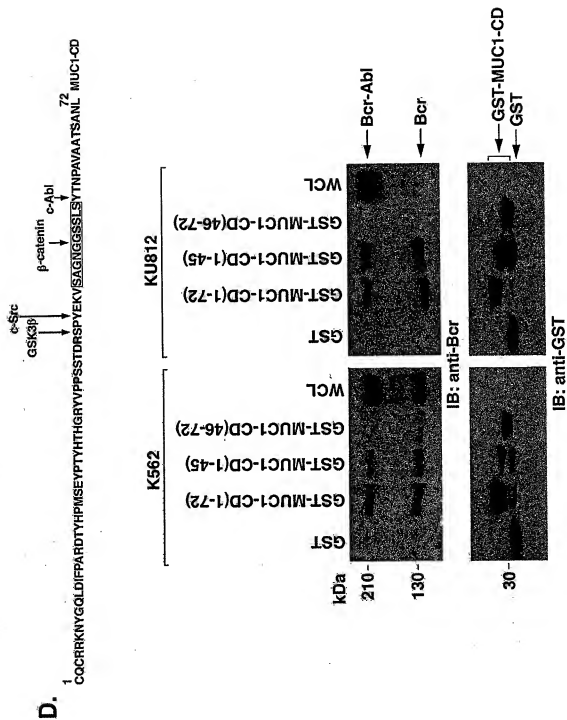 D.
GSK3β
c-Src
β-catenin
c-Abl
1 72
CQCRRKNYGQLDIFPARDTYHPMSEYPTYHTHGRYVPPSSTDRSPYEKVSAGNGGSSLSYTNPAVAATSANL MUC1-CD
K562 KU812
GST
GST-MUC1-CD(1-72)
GST-MUC1-CD(1-45)
GST-MUC1-CD(46-72)
WCL
GST
GST-MUC1-CD(1-72)
GST-MUC1-CD(1-45)
GST-MUC1-CD(46-72)
WCL
kDa
210- Bcr-Abl
130- Bcr
IB: anti-Bcr
30- GST-MUC1-CD
GST
IB: anti-GST